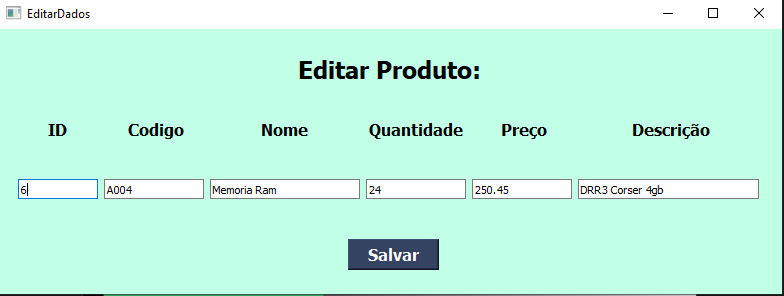 EditarDados
Editar Produto:
ID Codigo Nome Quantidade Preço Descrição
6 A004 Memoria Ram 24 250.45 DRR3 Corser 4gb
Salvar